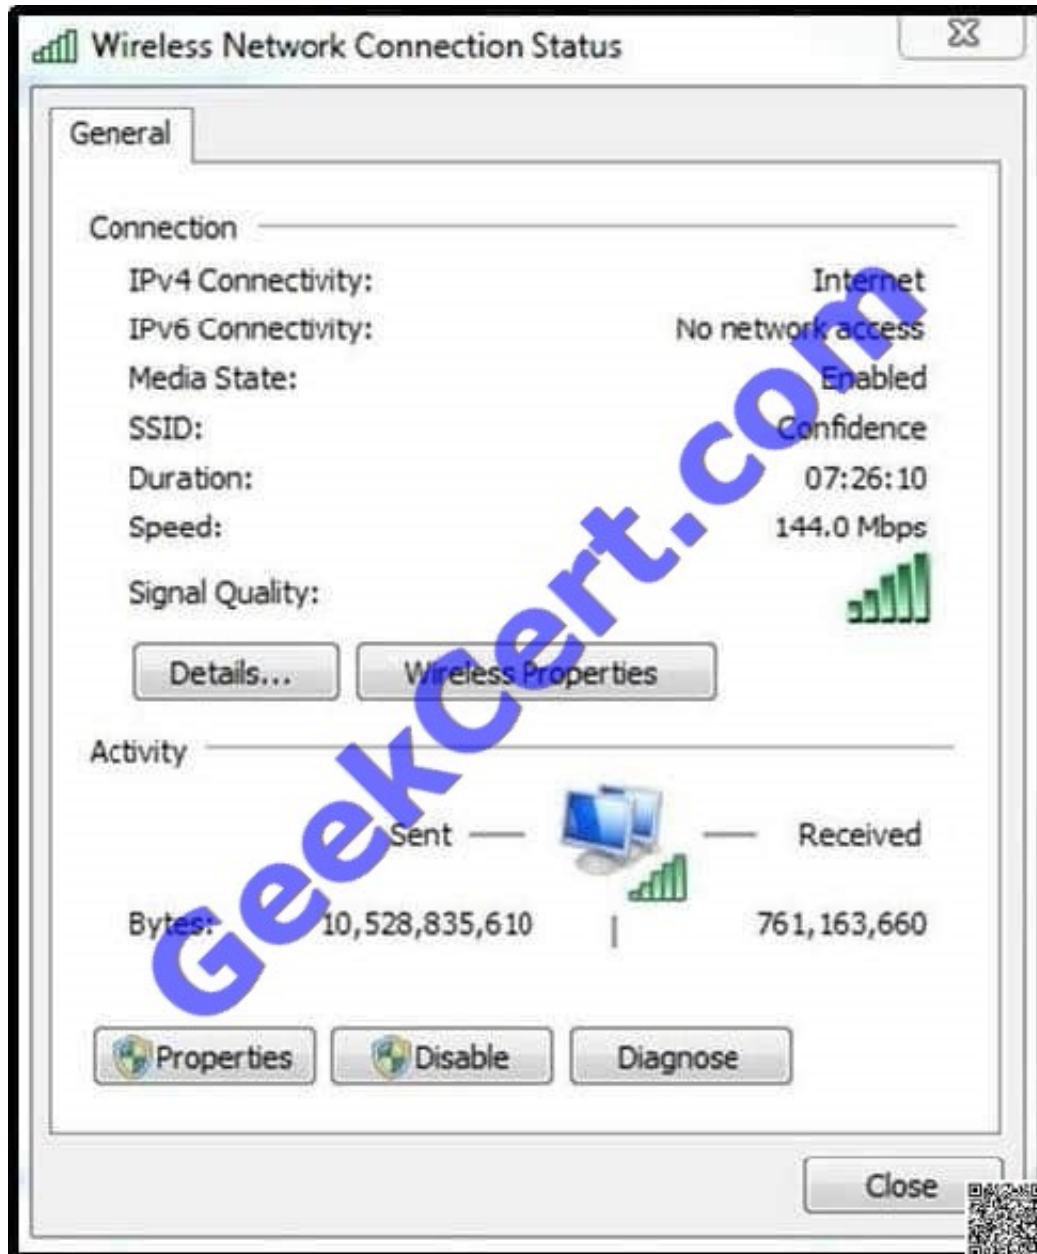 Wireless Network Connection Status
General
Connection
IPv4 Connectivity: Internet
IPv6 Connectivity: No network access
Media State: Enabled
SSID: Confidence
Duration: 07:26:10
Speed: 144.0 Mbps
Signal Quality:
Details... Wireless Properties
Activity
Sent — — Received
Bytes: 10,528,835,610 | 761,163,660
Properties Disable Diagnose
Close
GeekCert.com